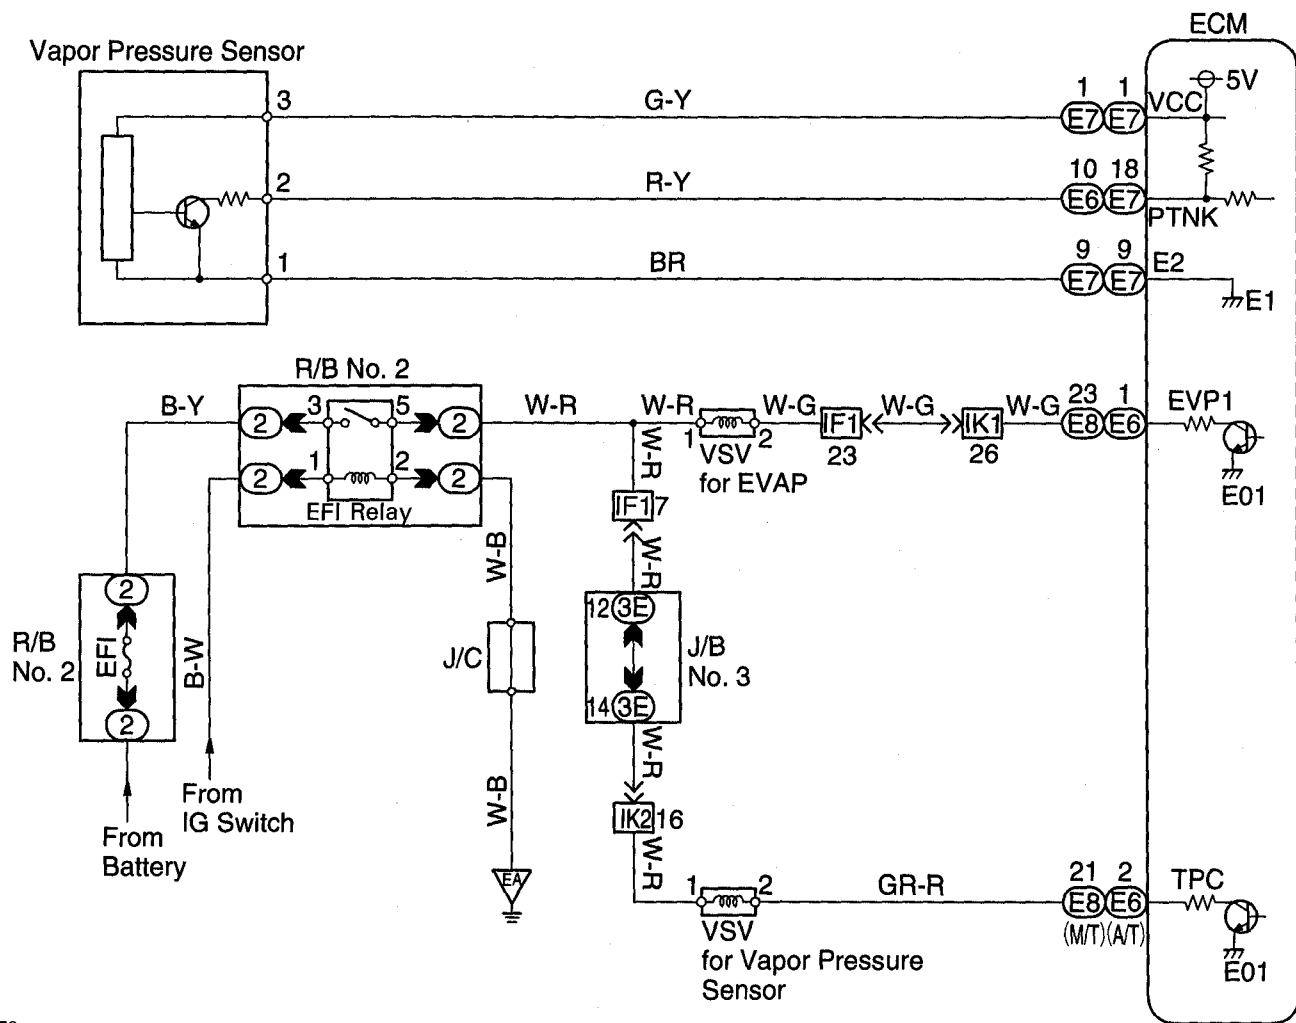 ECM
Vapor Pressure Sensor
5V
3
G-Y
1 1
E7 E7
VCC
2
R-Y
10 18
E6 E7
PTNK
1
BR
9 9
E7 E7
E2
E1
R/B No. 2
B-Y
2
3 5
2
W-R
W-R
1 2
W-G
IF1
23
W-G
IK1
26
W-G
23 1
E8 E6
EVP1
E01
VSV
for EVAP
2
1 2
2
EFI Relay
W-R
IF1 7
W-B
W-R
2
EFI
2
R/B
No. 2
B-W
J/C
12 3E
14 3E
J/B
No. 3
From
IG Switch
From
Battery
W-B
EA
W-R
IK2 16
W-R
1 2
GR-R
21 2
E8 E6
(M/T) (A/T)
TPC
E01
VSV
for Vapor Pressure
Sensor